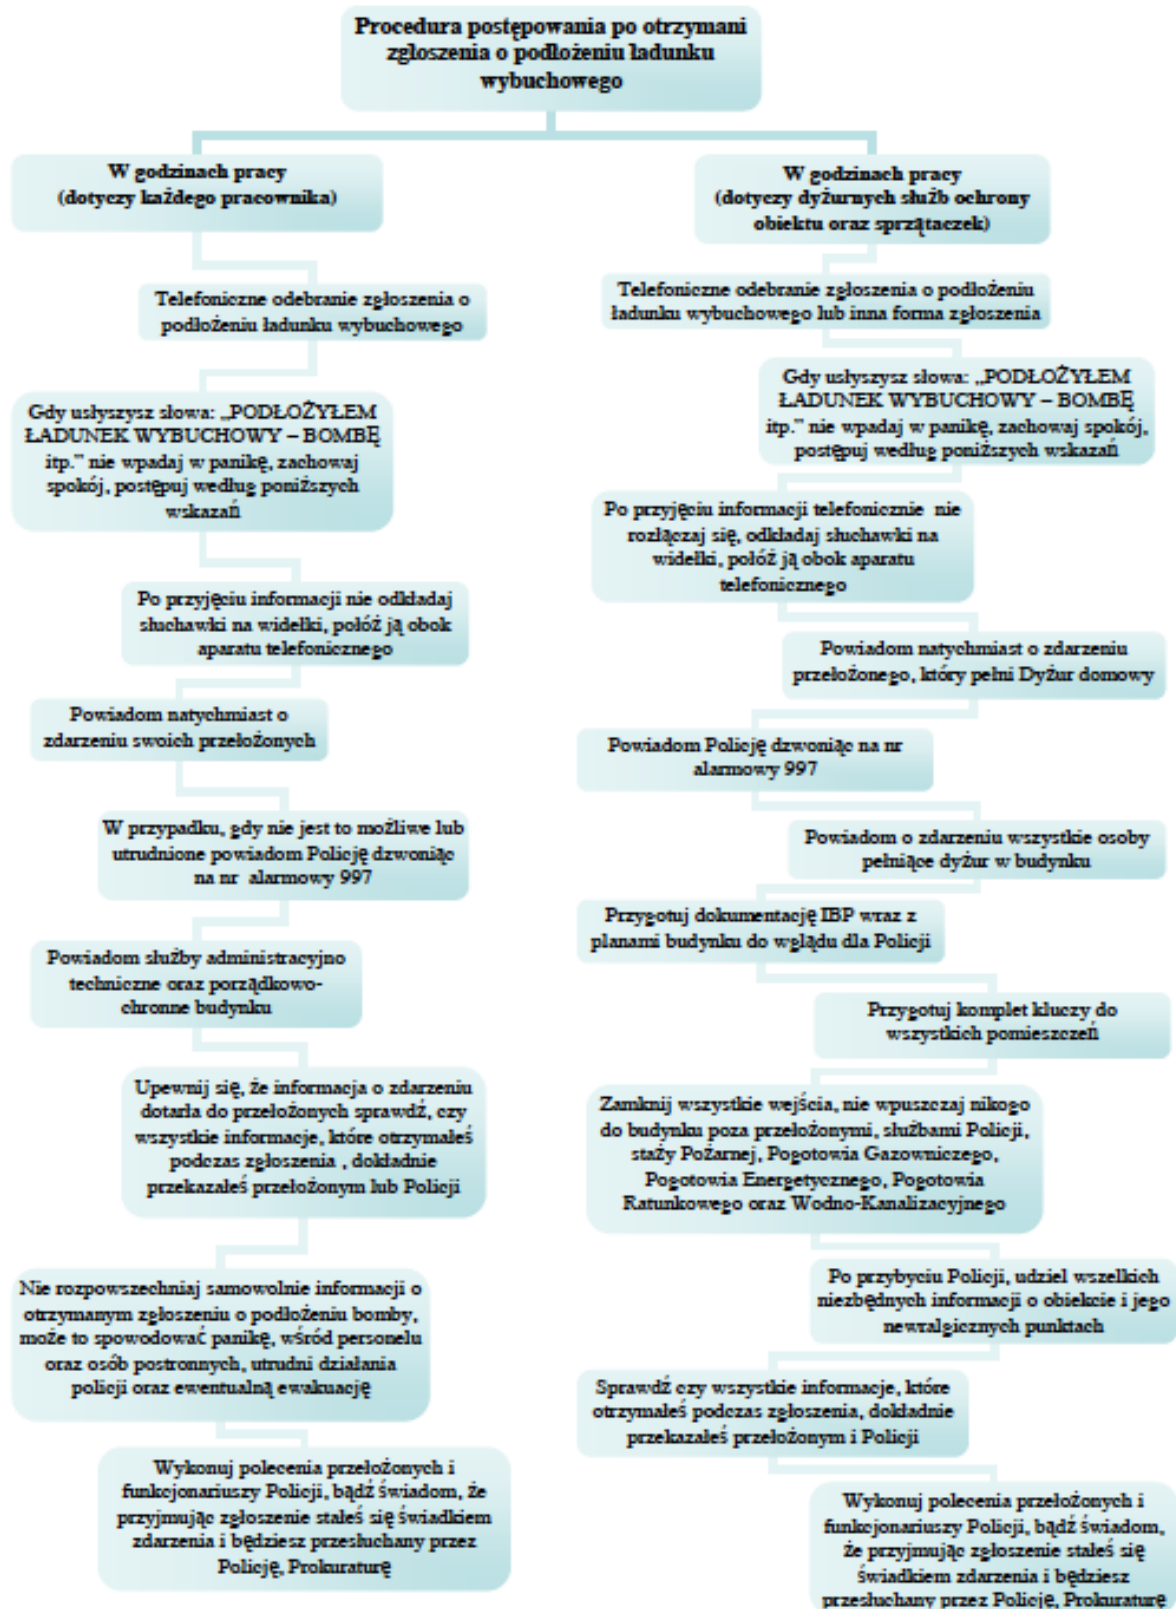 Procedura postępowania po otrzymani
zgłoszenia o podłożeniu ładunku
wybuchowego
W godzinach pracy
(dotyczy każdego pracownika)
Telefoniczne odebranie zgłoszenia o
podłożeniu ładunku wybuchowego
Gdy usłyszysz słowa: „PODŁOŻYŁEM
ŁADUNEK WYBUCHOWY – BOMBĘ
itp.” nie wpadaj w panikę, zachowaj
spokój, postępuj według poniższych
wskazań
Po przyjęciu informacji nie odkładaj
słuchawki na widełki, połóż ją obok
aparatu telefonicznego
Powiadom natychmiast o
zdarzeniu swoich przełożonych
W przypadku, gdy nie jest to możliwe lub
utrudnione powiadom Policję dzwoniąc
na nr alarmowy 997
Powiadom służby administracyjno
techniczne oraz porządkowo-
chronne budynku
Upewnij się, że informacja o zdarzeniu
dotarła do przełożonych sprawdź, czy
wszystkie informacje, które otrzymałeś
podczas zgłoszenia , dokładnie
przekazałeś przełożonym lub Policji
Nie rozpowszechniaj samowolnie informacji o
otrzymanym zgłoszeniu o podłożeniu bomby,
może to spowodować panikę, wśród personelu
oraz osób postronnych, utrudni działania
policji oraz ewentualną ewakuację
Wykonuj polecenia przełożonych i
funkcjonariuszy Policji, bądź świadom, że
przyjmując zgłoszenie stałeś się świadkiem
zdarzenia i będziesz przesłuchany przez
Policję, Prokuraturę
W godzinach pracy
(dotyczy dyżurnych służb ochrony
obiektu oraz sprzątaczek)
Telefoniczne odebranie zgłoszenia o podłożeniu
ładunku wybuchowego lub inna forma zgłoszenia
Gdy usłyszysz słowa: „PODŁOŻYŁEM
ŁADUNEK WYBUCHOWY – BOMBĘ
itp.” nie wpadaj w panikę, zachowaj spokój,
postępuj według poniższych wskazań
Po przyjęciu informacji telefonicznie nie
rozłączaj się, odkładaj słuchawki na
widełki, połóż ją obok aparatu
telefonicznego
Powiadom natychmiast o zdarzeniu
przełożonego, który pełni Dyżur domowy
Powiadom Policję dzwoniąc na nr
alarmowy 997
Powiadom o zdarzeniu wszystkie osoby
pełniące dyżur w budynku
Przygotuj dokumentację IBP wraz z
planami budynku do wglądu dla Policji
Przygotuj komplet kluczy do
wszystkich pomieszczeń
Zamknij wszystkie wejścia, nie wpuszczaj nikogo
do budynku poza przełożonymi, służbami Policji,
staży Pożarnej, Pogotowia Gazowniczego,
Pogotowia Energetycznego, Pogotowia
Ratunkowego oraz Wodno-Kanalizacyjnego
Po przybyciu Policji, udziel wszelkich
niezbędnych informacji o obiekcie i jego
newralgicznych punktach
Sprawdź czy wszystkie informacje, które
otrzymałeś podczas zgłoszenia, dokładnie
przekazałeś przełożonym i Policji
Wykonuj polecenia przełożonych i
funkcjonariuszy Policji, bądź świadom,
że przyjmując zgłoszenie stałeś się
świadkiem zdarzenia i będziesz
przesłuchany przez Policję, Prokuraturę